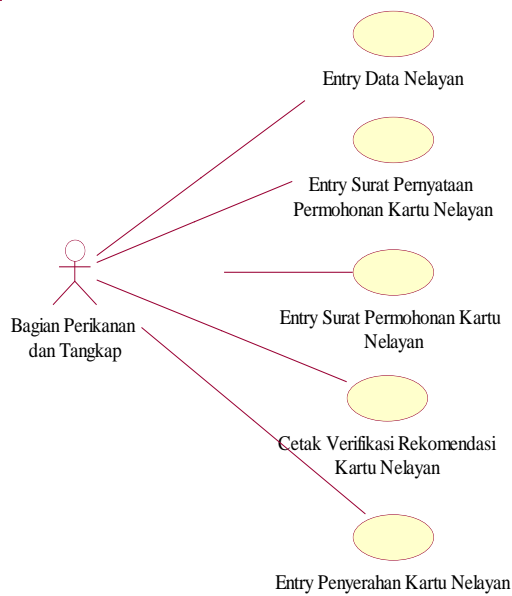 Entry Data Nelayan
Entry Surat Pernyataan
Permohonan Kartu Nelayan
Bagian Perikanan
dan Tangkap
Entry Surat Permohonan Kartu
Nelayan
Cetak Verifikasi Rekomendasi
Kartu Nelayan
Entry Penyerahan Kartu Nelayan